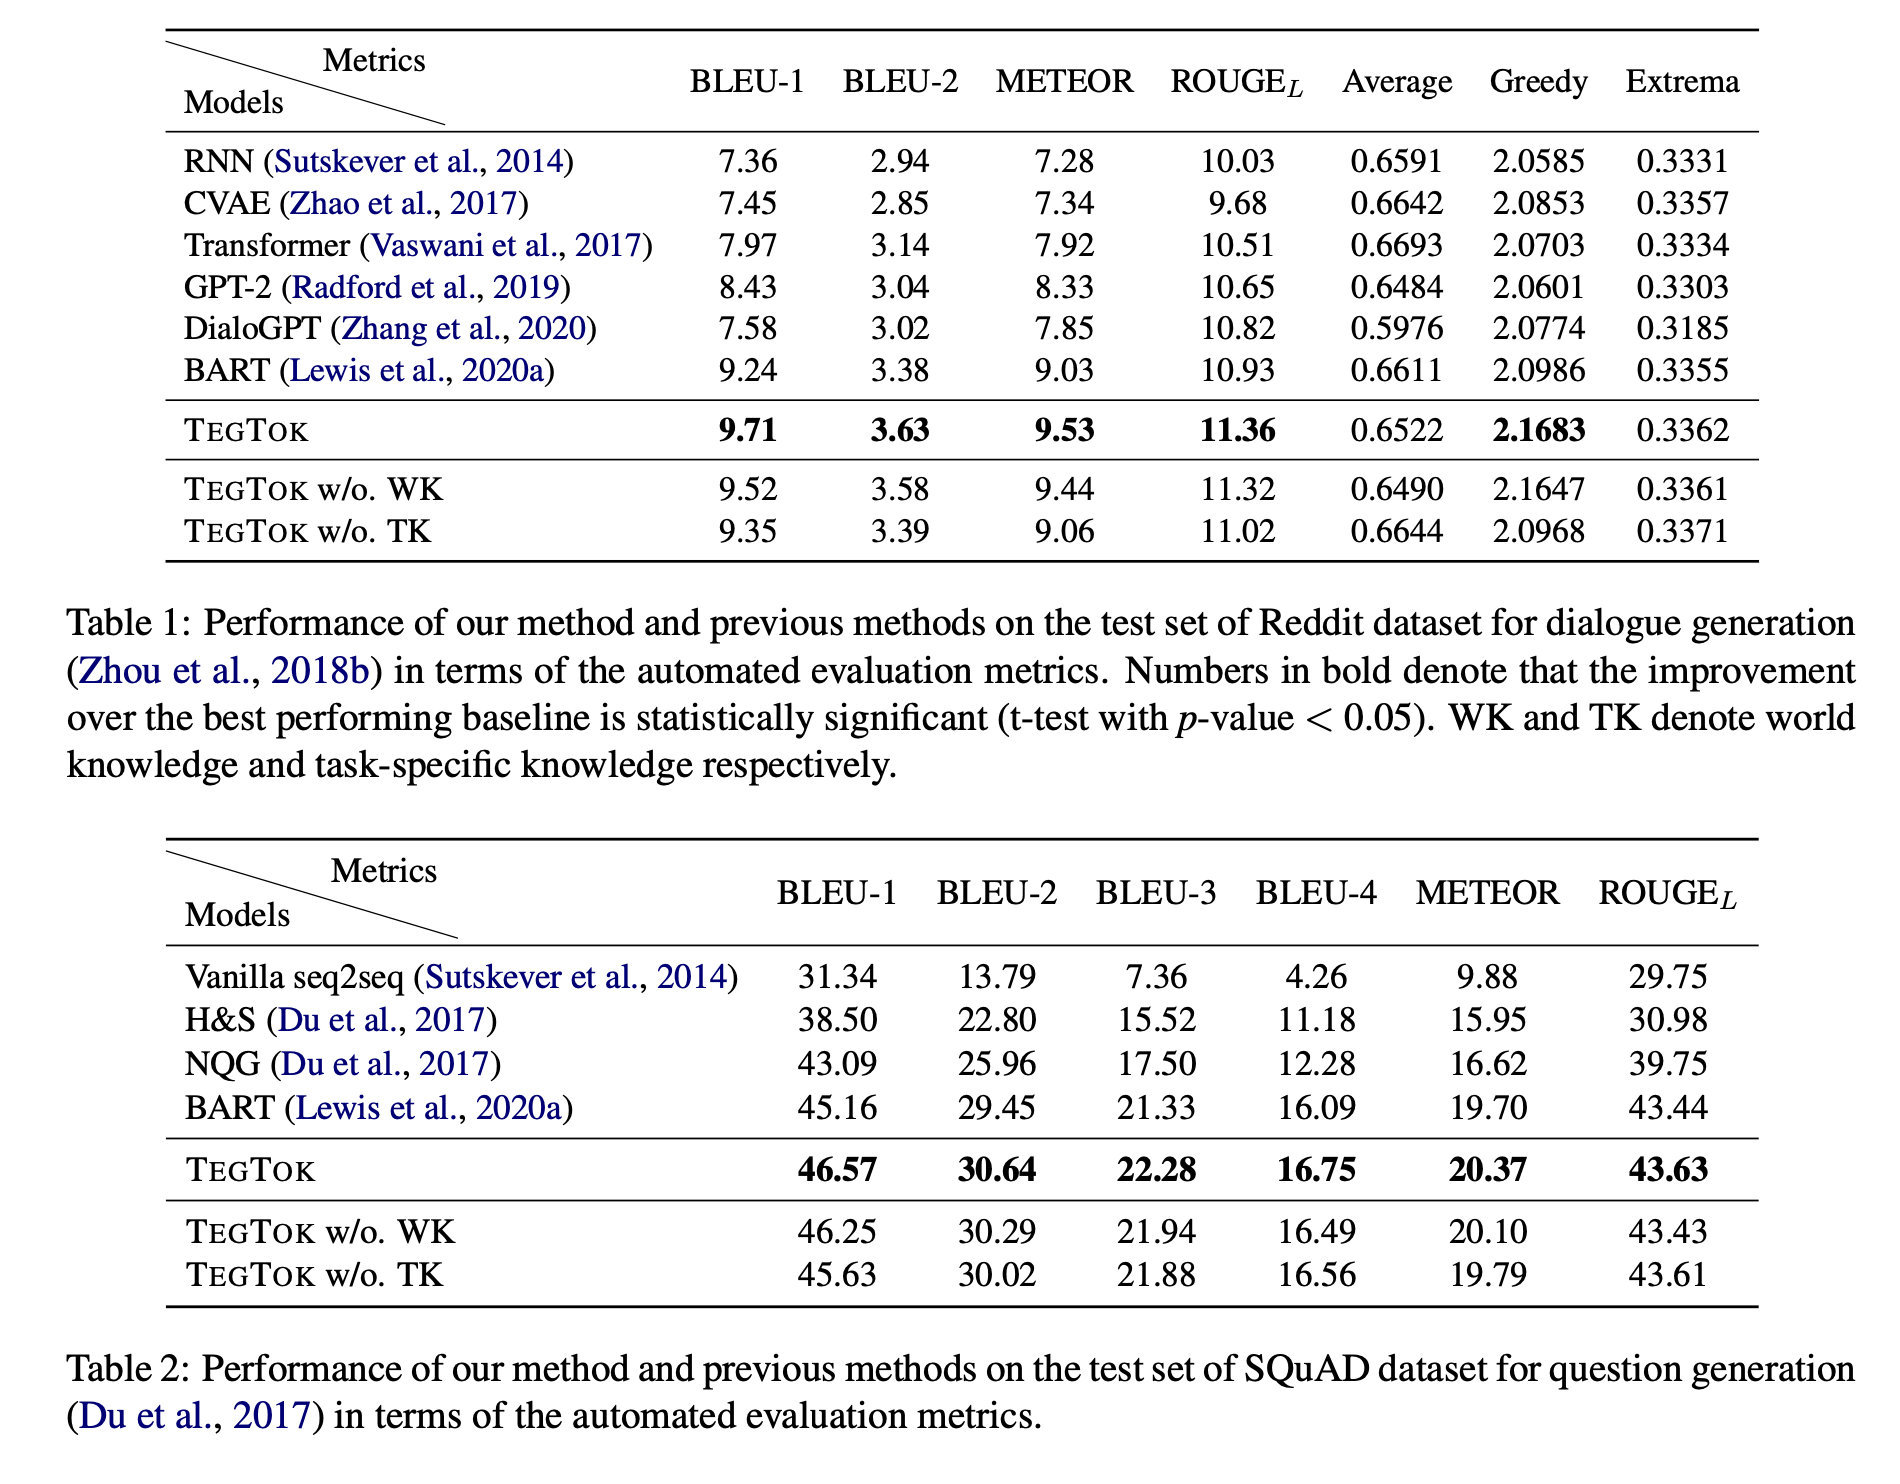 Metrics
Models
BLEU-1 BLEU-2 METEOR ROUGE_L Average Greedy Extrema
RNN (Sutskever et al., 2014) 7.36 2.94 7.28 10.03 0.6591 2.0585 0.3331
CVAE (Zhao et al., 2017) 7.45 2.85 7.34 9.68 0.6642 2.0853 0.3357
Transformer (Vaswani et al., 2017) 7.97 3.14 7.92 10.51 0.6693 2.0703 0.3334
GPT-2 (Radford et al., 2019) 8.43 3.04 8.33 10.65 0.6484 2.0601 0.3303
DialoGPT (Zhang et al., 2020) 7.58 3.02 7.85 10.82 0.5976 2.0774 0.3185
BART (Lewis et al., 2020a) 9.24 3.38 9.03 10.93 0.6611 2.0986 0.3355
TEGTOK 9.71 3.63 9.53 11.36 0.6522 2.1683 0.3362
TEGTOK w/o. WK 9.52 3.58 9.44 11.32 0.6490 2.1647 0.3361
TEGTOK w/o. TK 9.35 3.39 9.06 11.02 0.6644 2.0968 0.3371
Table 1: Performance of our method and previous methods on the test set of Reddit dataset for dialogue generation
(Zhou et al., 2018b) in terms of the automated evaluation metrics. Numbers in bold denote that the improvement
over the best performing baseline is statistically significant (t-test with p-value < 0.05). WK and TK denote world
knowledge and task-specific knowledge respectively.
Metrics
Models
BLEU-1 BLEU-2 BLEU-3 BLEU-4 METEOR ROUGE_L
Vanilla seq2seq (Sutskever et al., 2014) 31.34 13.79 7.36 4.26 9.88 29.75
H&S (Du et al., 2017) 38.50 22.80 15.52 11.18 15.95 30.98
NQG (Du et al., 2017) 43.09 25.96 17.50 12.28 16.62 39.75
BART (Lewis et al., 2020a) 45.16 29.45 21.33 16.09 19.70 43.44
TEGTOK 46.57 30.64 22.28 16.75 20.37 43.63
TEGTOK w/o. WK 46.25 30.29 21.94 16.49 20.10 43.43
TEGTOK w/o. TK 45.63 30.02 21.88 16.56 19.79 43.61
Table 2: Performance of our method and previous methods on the test set of SQuAD dataset for question generation
(Du et al., 2017) in terms of the automated evaluation metrics.